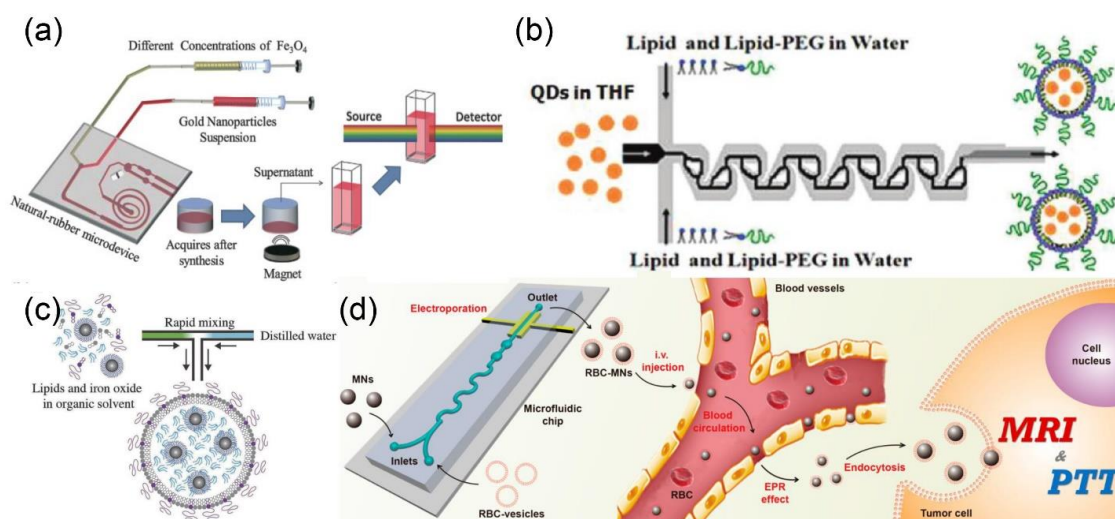 (a)
Different Concentrations of Fe3O4
Gold Nanoparticles
Suspension
Natural-rubber microdevice
Acquires after
synthesis
Supernatant
Magnet
Source
Detector
(b)
Lipid and Lipid-PEG in Water
QDs in THF
Lipid and Lipid-PEG in Water
(c)
Rapid mixing
Distilled water
Lipids and iron oxide
in organic solvent
(d)
Electroporation
Outlet
MNs
Inlets
Microfluidic
chip
RBC-vesicles
RBC-MNs
i.v.
injection
Blood vessels
Blood
circulation
RBC
EPR
effect
Endocytosis
Cell
nucleus
MRI
&
PTT
Tumor cell